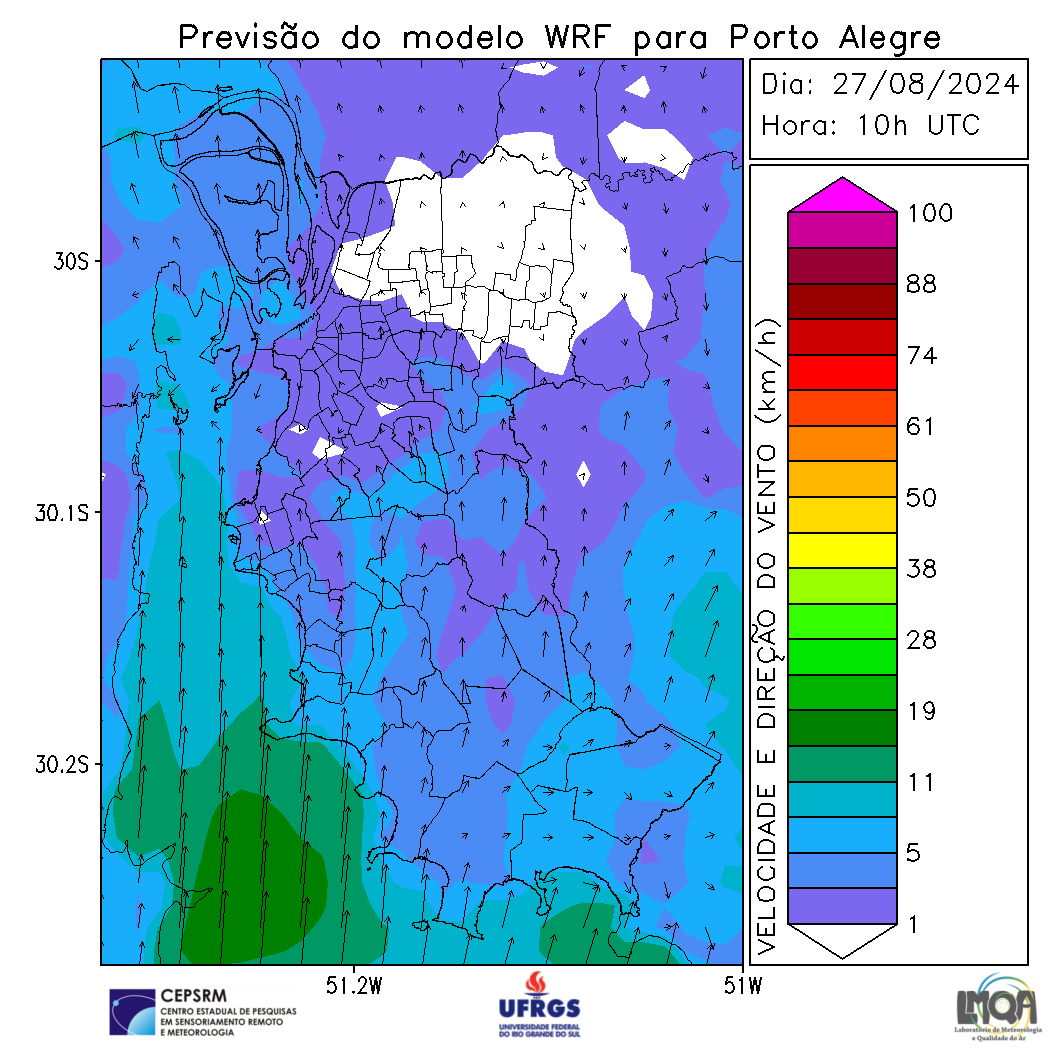 Previsão do modelo WRF para Porto Alegre
Dia: 27/08/2024
Hora: 10h UTC
30S
30.1S
30.2S
51.2W
51W
VELOCIDADE E DIREÇÃO DO VENTO (km/h)
100
88
74
61
50
38
28
19
11
5
1
CEPSRM
CENTRO ESTADUAL DE PESQUISAS
EM SENSORIAMENTO REMOTO
E METEOROLOGIA
UFRGS
UNIVERSIDADE FEDERAL
DO RIO GRANDE DO SUL
LMQA
Laboratório de Meteorologia
e Qualidade do Ar